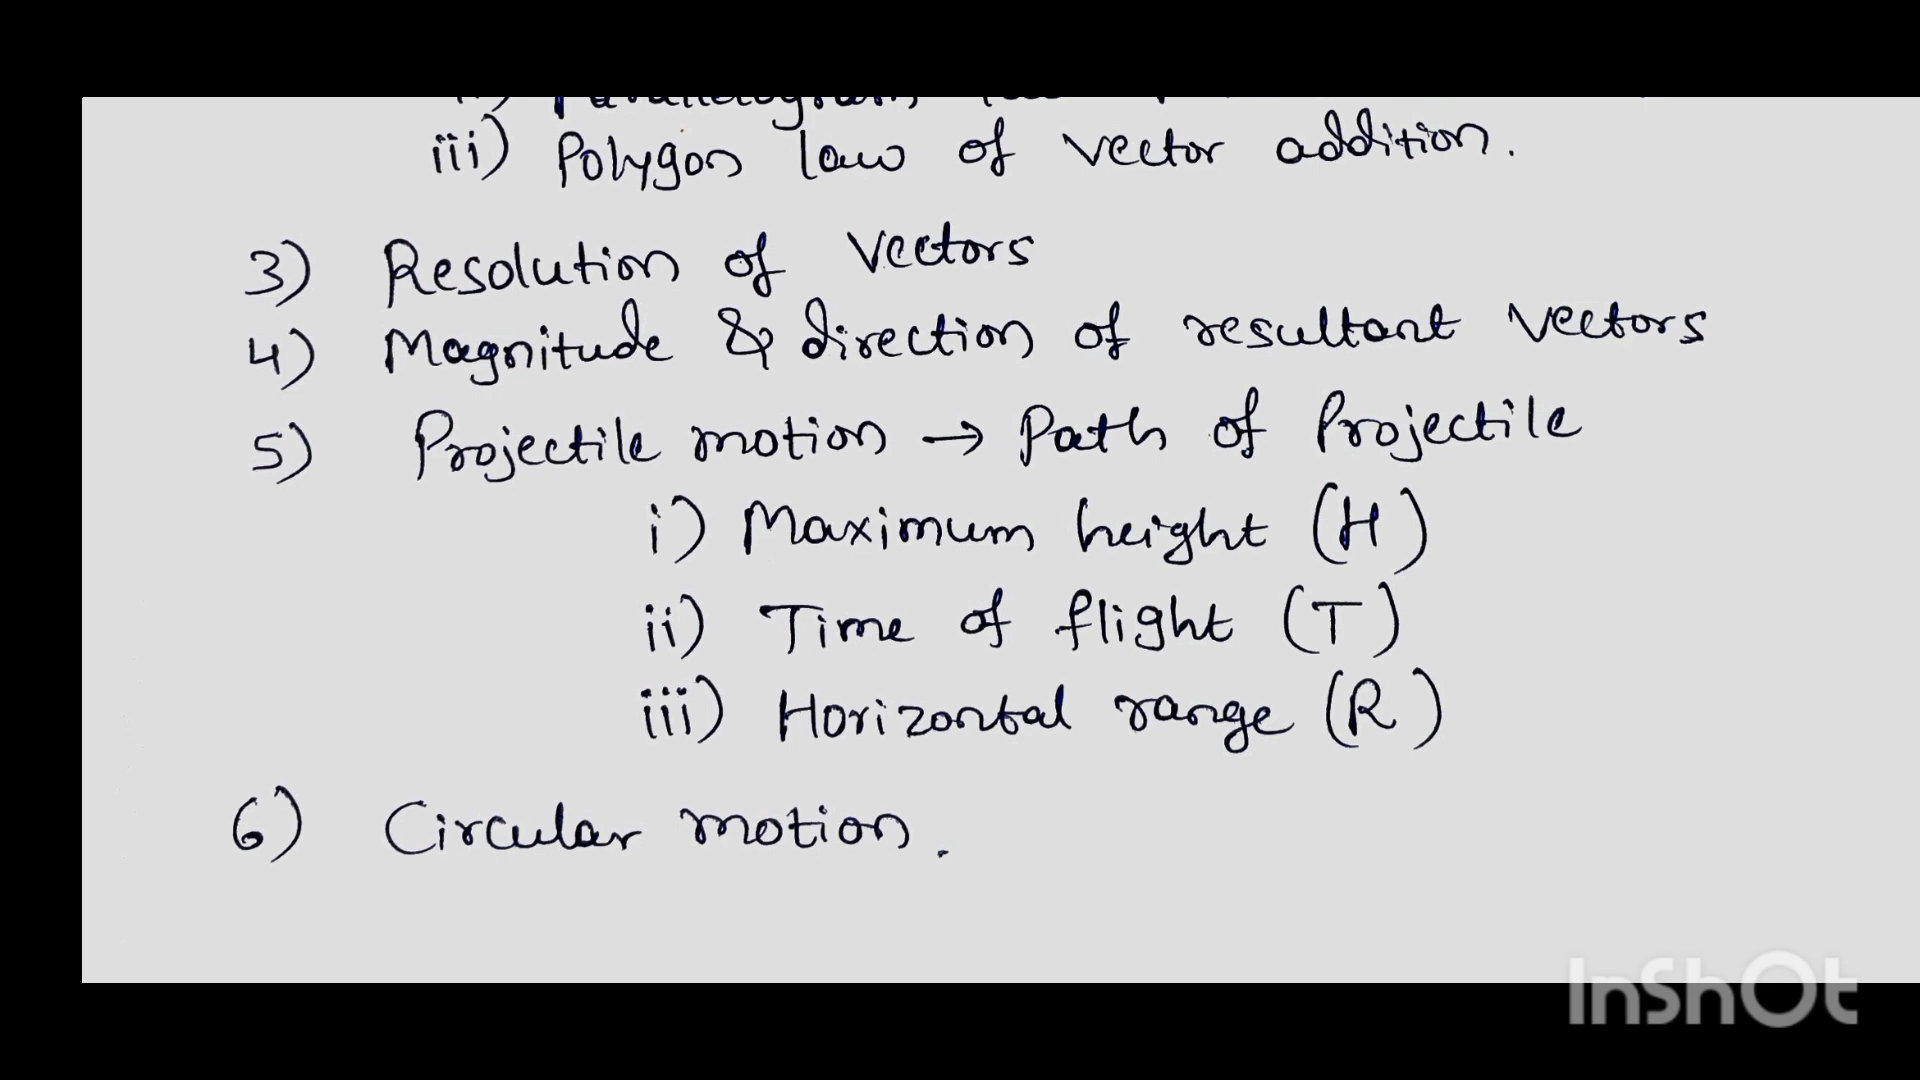 iii) Polygon law of vector addition.
3) Resolution of Vectors
4) Magnitude & direction of resultant Vectors
5) Projectile motion → Path of Projectile
i) Maximum height (H)
ii) Time of flight (T)
iii) Horizontal range (R)
6) Circular motion.
InShOt